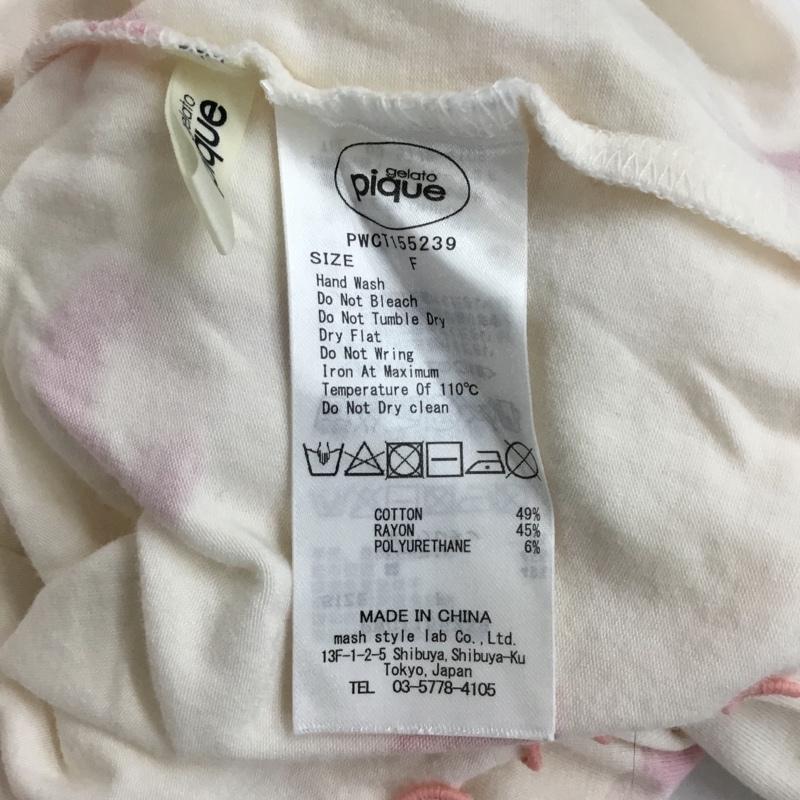 gelato
pique
gelato
pique
PWCT155239
SIZE F
Hand Wash
Do Not Bleach
Do Not Tumble Dry
Dry Flat
Do Not Wring
Iron At Maximum
Temperature Of 110℃
Do Not Dry clean
COTTON 49%
RAYON 45%
POLYURETHANE 6%
MADE IN CHINA
mash style lab Co.,Ltd.
13F-1-2-5 Shibuya,Shibuya-Ku
Tokyo,Japan
TEL 03-5778-4105